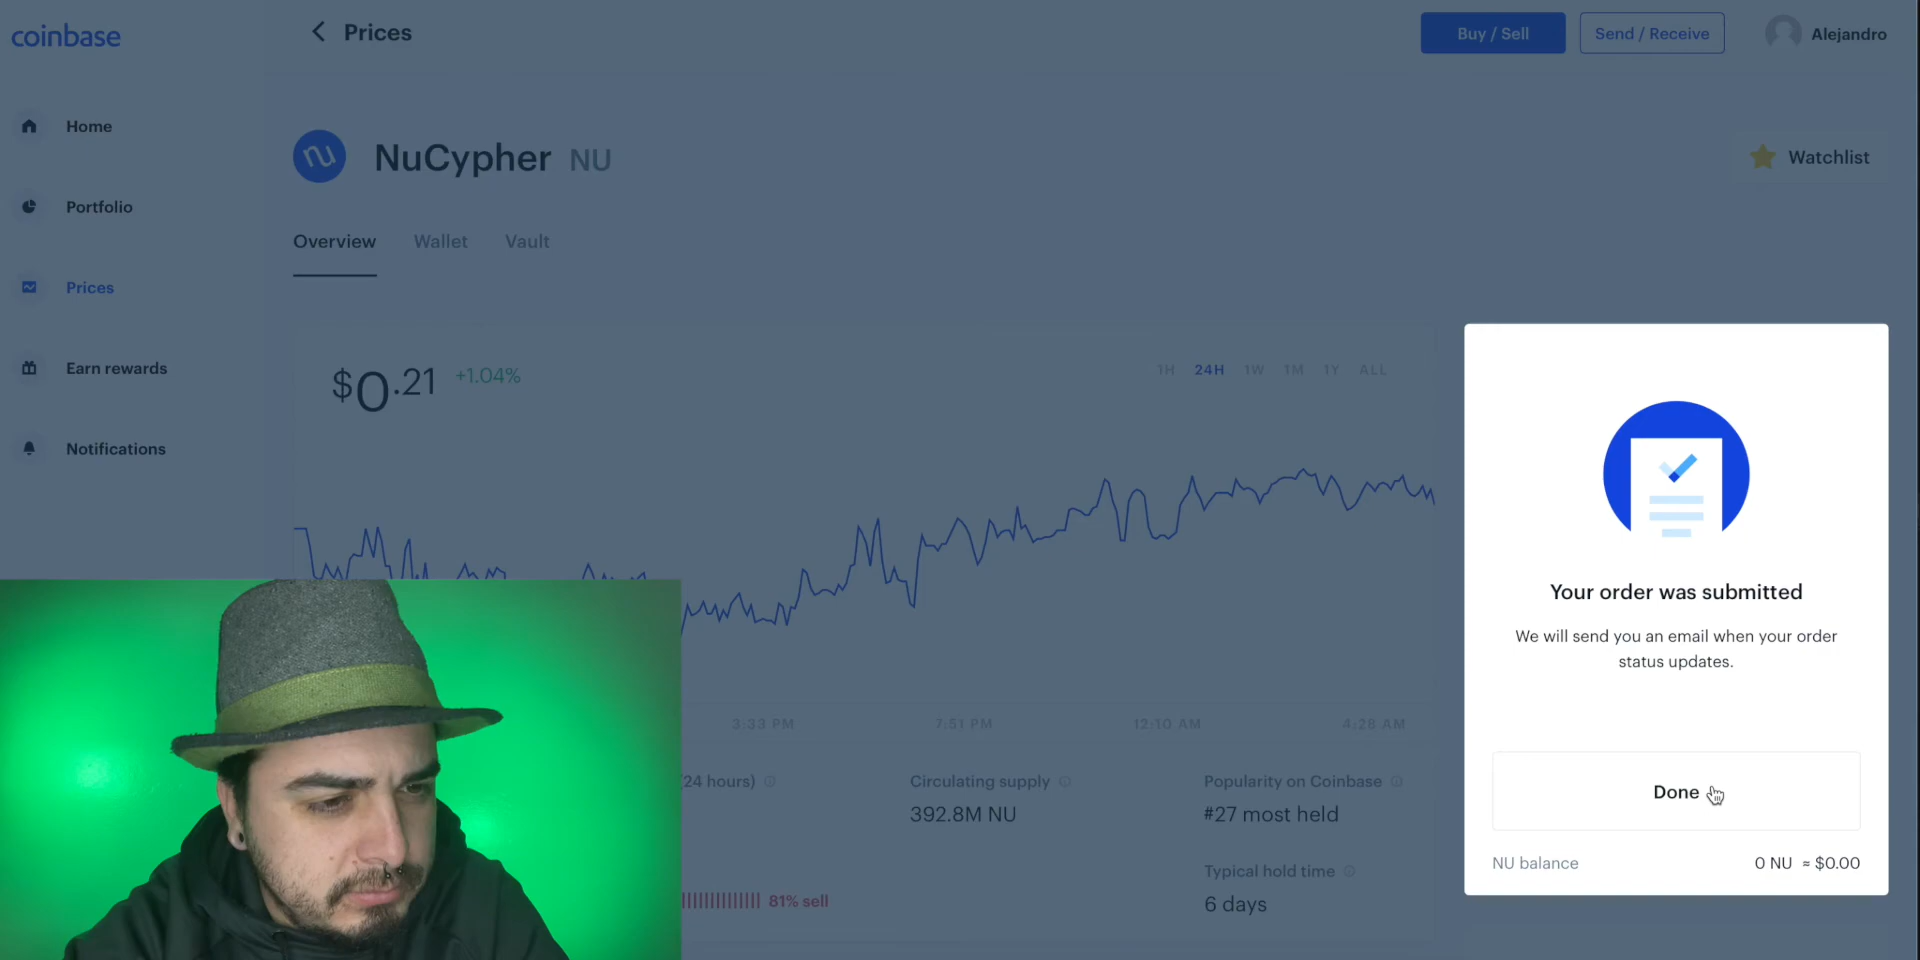 coinbase
Prices
Buy / Sell
Send / Receive
Alejandro
Home
NuCypher NU
Watchlist
Portfolio
Overview
Wallet
Vault
Prices
Earn rewards
$0.21 +1.04%
1H 24H 1W 1M 1Y ALL
Notifications
Your order was submitted
We will send you an email when your order
status updates.
3:33 PM 7:51 PM 12:10 AM 4:28 AM
(24 hours)
Circulating supply
392.8M NU
Popularity on Coinbase
#27 most held
Done
NU balance 0 NU ≈ $0.00
Typical hold time
6 days
81% sell